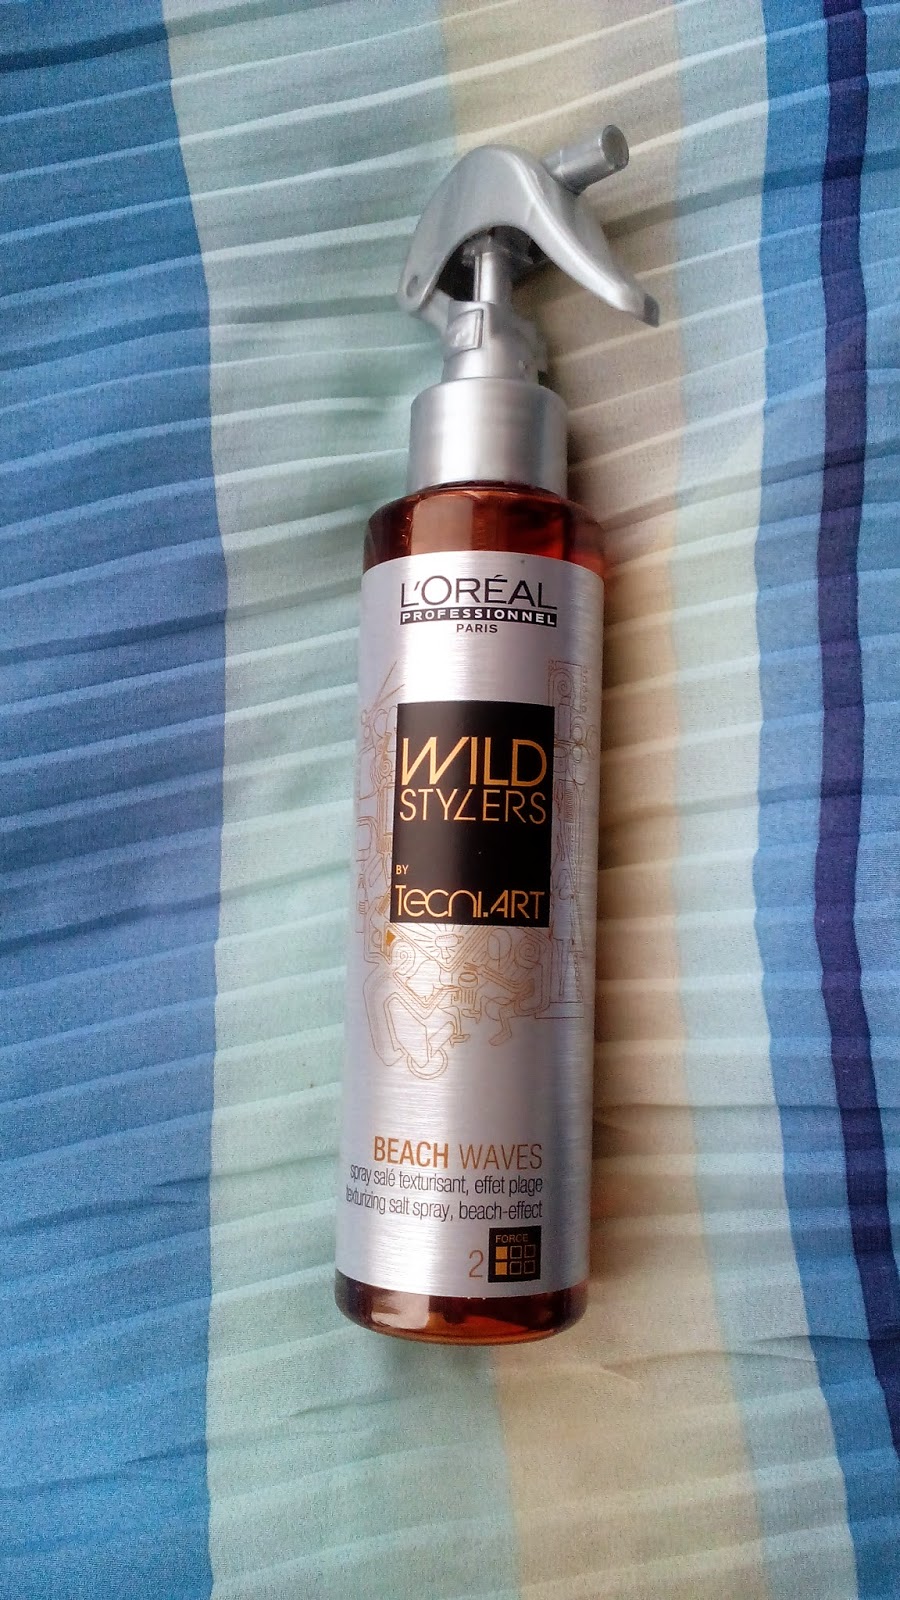 L'ORÉAL
PROFESSIONNEL
PARIS
WILD
STYLERS
BY
Tecni.ART
BEACH WAVES
spray salé texturisant, effet plage
texturizing salt spray, beach-effect
FORCE
2